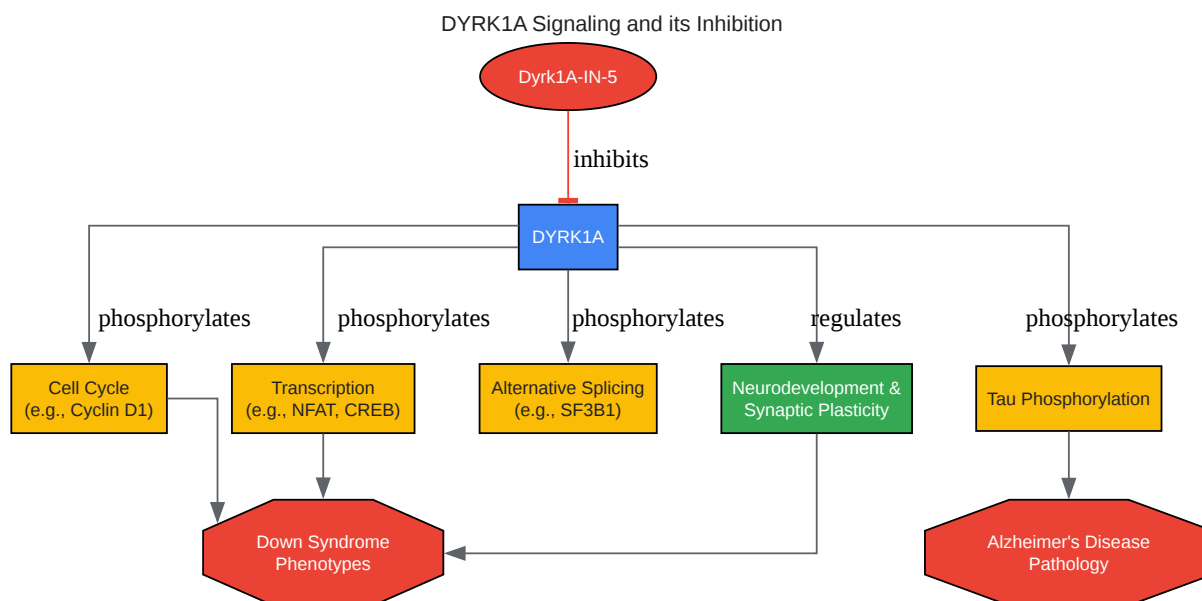 DYRK1A Signaling and its Inhibition
Dyrk1A-IN-5
inhibits
DYRK1A
phosphorylates
phosphorylates
phosphorylates
regulates
phosphorylates
Cell Cycle
(e.g., Cyclin D1)
Transcription
(e.g., NFAT, CREB)
Alternative Splicing
(e.g., SF3B1)
Neurodevelopment &
Synaptic Plasticity
Tau Phosphorylation
Down Syndrome
Phenotypes
Alzheimer's Disease
Pathology